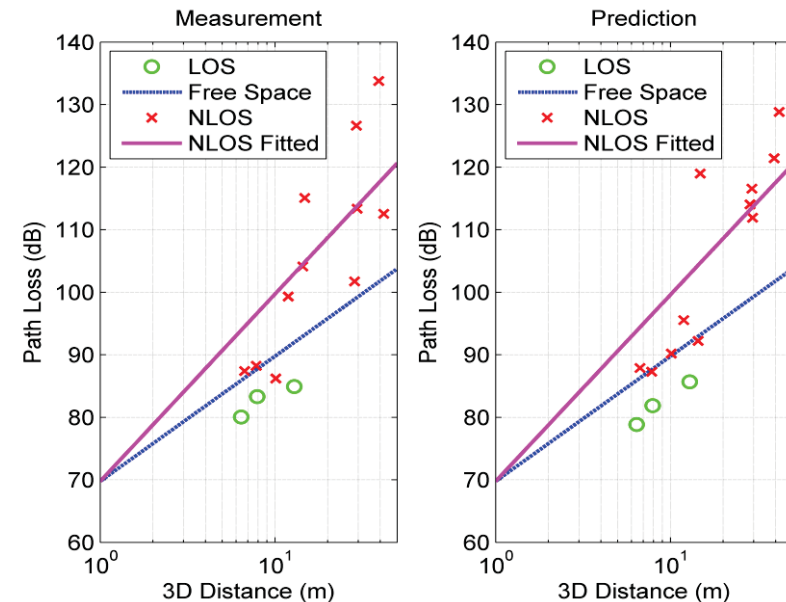 Measurement
140
130
120
110
100
90
80
70
60
Path Loss (dB)
LOS
Free Space
NLOS
NLOS Fitted
10^0
10^1
3D Distance (m)
Prediction
140
130
120
110
100
90
80
70
60
Path Loss (dB)
LOS
Free Space
NLOS
NLOS Fitted
10^0
10^1
3D Distance (m)